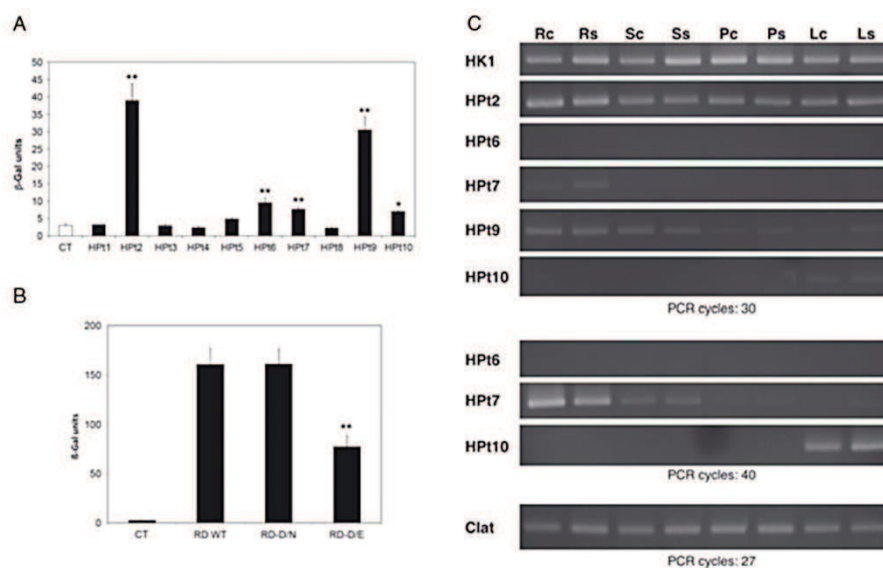 A
β-Gal units
50
45
40
35
30
25
20
15
10
5
0
**
**
**
**
*
CT HPt1 HPt2 HPt3 HPt4 HPt5 HPt6 HPt7 HPt8 HPt9 HPt10
B
ß-Gal units
200
150
100
50
0
**
CT RD WT RD-D/N RD-D/E
C
Rc Rs Sc Ss Pc Ps Lc Ls
HK1
HPt2
HPt6
HPt7
HPt9
HPt10
PCR cycles: 30
HPt6
HPt7
HPt10
PCR cycles: 40
Clat
PCR cycles: 27